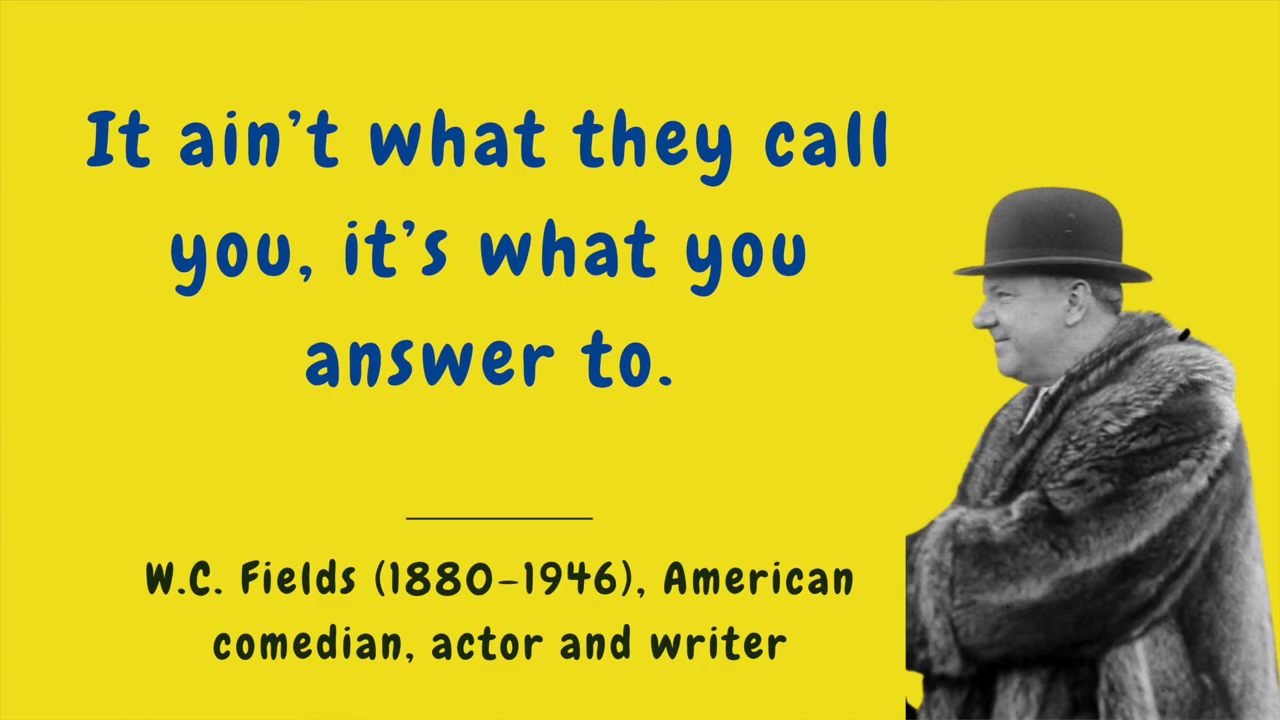 It ain’t what they call
you, it’s what you
answer to.
W.C. Fields (1880–1946), American
comedian, actor and writer